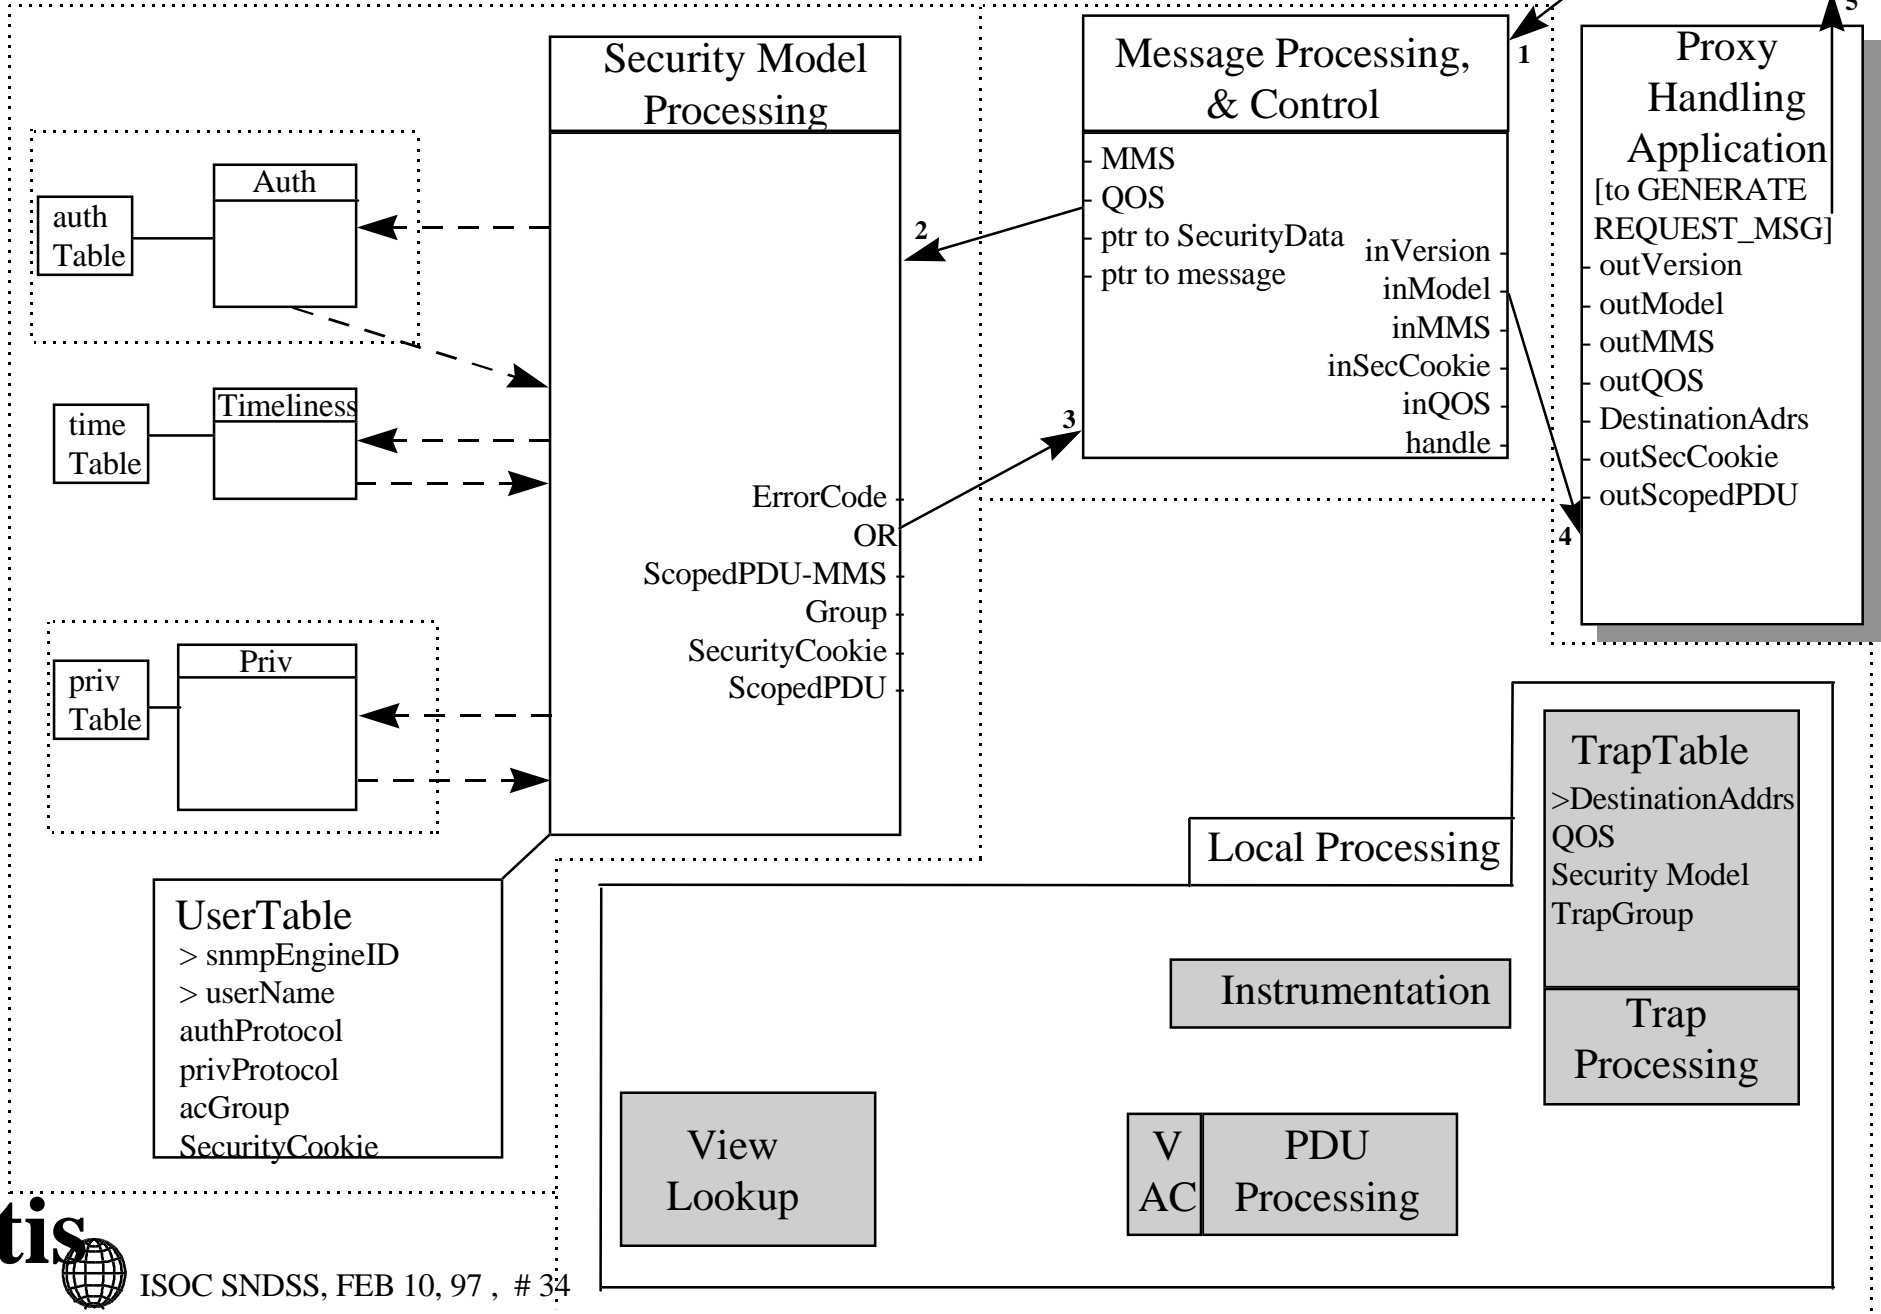 Security Model
Processing
Message Processing,
& Control
1
5
Proxy
Handling
Application
[to GENERATE
REQUEST_MSG]
- outVersion
- outModel
- outMMS
- outQOS
- DestinationAdrs
- outSecCookie
- outScopedPDU
4
- MMS
- QOS
- ptr to SecurityData
- ptr to message
inVersion -
inModel -
inMMS -
inSecCookie -
inQOS -
handle -
2
3
Auth
auth
Table
Timeliness
time
Table
Priv
priv
Table
ErrorCode -
OR
ScopedPDU-MMS -
Group -
SecurityCookie -
ScopedPDU -
UserTable
> snmpEngineID
> userName
authProtocol
privProtocol
acGroup
SecurityCookie
Local Processing
TrapTable
>DestinationAddrs
QOS
Security Model
TrapGroup
Trap
Processing
Instrumentation
View
Lookup
V
AC
PDU
Processing
tis
ISOC SNDSS, FEB 10, 97 , # 34